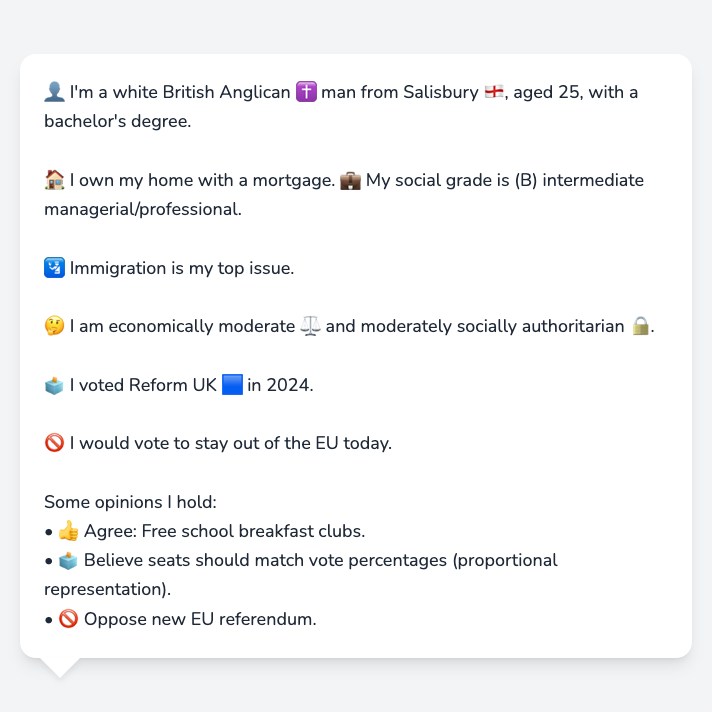 👤 I'm a white British Anglican ✝️ man from Salisbury 🏴󠁧󠁢󠁥󠁮󠁧󠁿, aged 25, with a
bachelor's degree.
🏠 I own my home with a mortgage. 💼 My social grade is (B) intermediate
managerial/professional.
🛂 Immigration is my top issue.
🤔 I am economically moderate ⚖️ and moderately socially authoritarian 🔒.
🗳️ I voted Reform UK 🟦 in 2024.
🚫 I would vote to stay out of the EU today.
Some opinions I hold:
• 👍 Agree: Free school breakfast clubs.
• 🗳️ Believe seats should match vote percentages (proportional
representation).
• 🚫 Oppose new EU referendum.